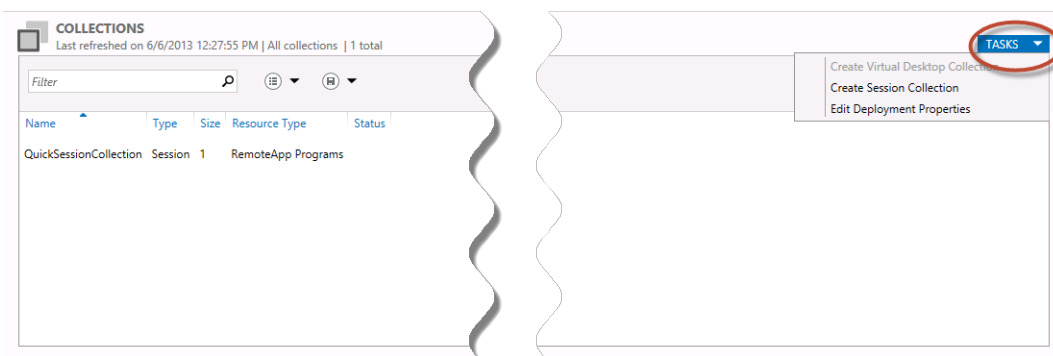 COLLECTIONS
Last refreshed on 6/6/2013 12:27:55 PM | All collections | 1 total
TASKS
Create Virtual Desktop Collection
Filter
Create Session Collection
Edit Deployment Properties
Name Type Size Resource Type Status
QuickSessionCollection Session 1 RemoteApp Programs